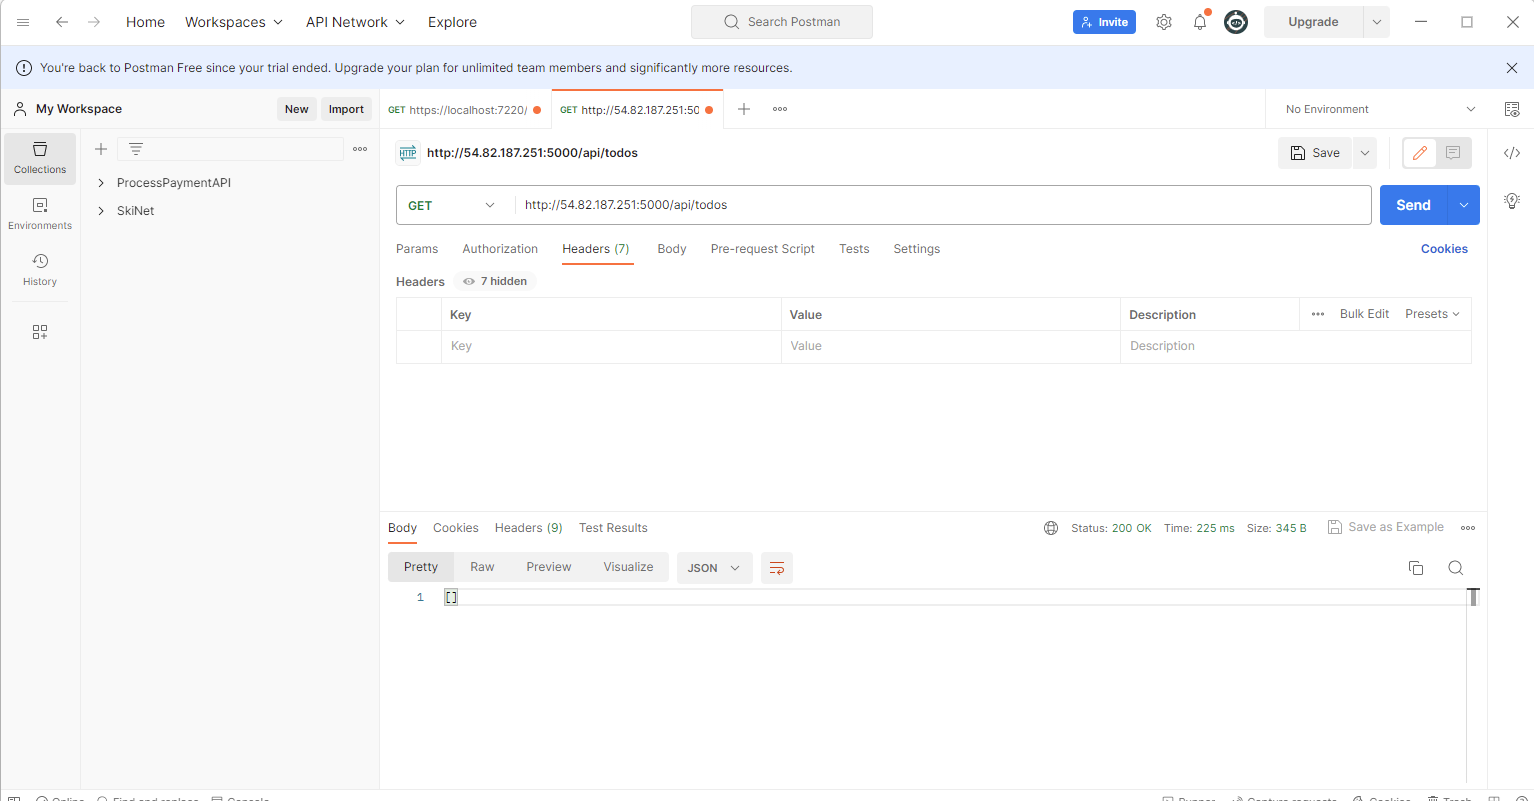 Home Workspaces API Network Explore Search Postman Invite Upgrade
You're back to Postman Free since your trial ended. Upgrade your plan for unlimited team members and significantly more resources.
My Workspace New Import GET https://localhost:7220/ GET http://54.82.187.251:50 No Environment
Collections
Environments
History
ProcessPaymentAPI
SkiNet
HTTP http://54.82.187.251:5000/api/todos Save
GET http://54.82.187.251:5000/api/todos Send
Params Authorization Headers (7) Body Pre-request Script Tests Settings Cookies
Headers 7 hidden
Key Value Description Bulk Edit Presets
Key Value Description
Body Cookies Headers (9) Test Results Status: 200 OK Time: 225 ms Size: 345 B Save as Example
Pretty Raw Preview Visualize JSON
1 []
Online Find and replace Console Runner Capture requests Cookies Trash